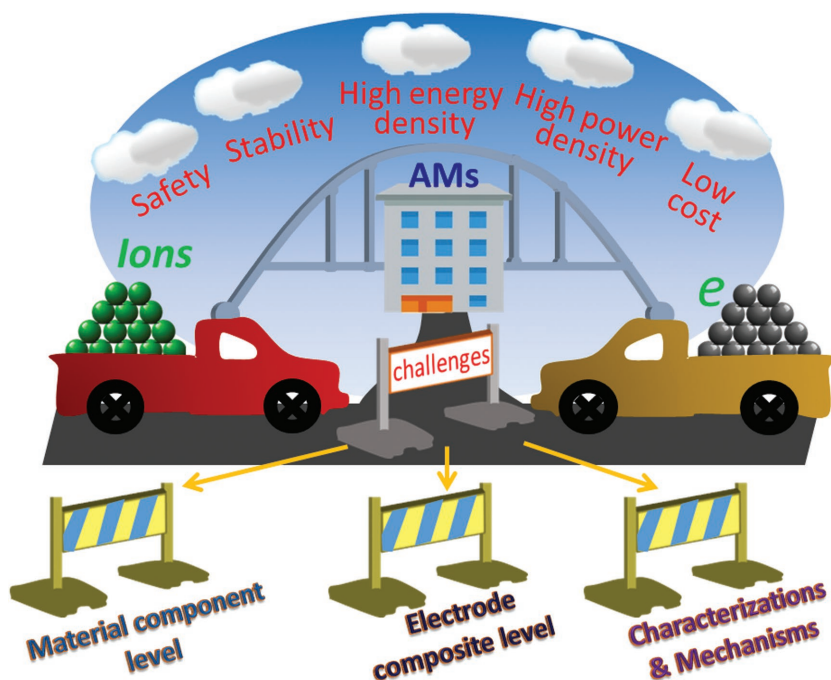 Safety
Stability
High energy
density
High power
density
Low
cost
AMs
Ions
e
challenges
Material component
level
Electrode
composite level
Characterizations
& Mechanisms